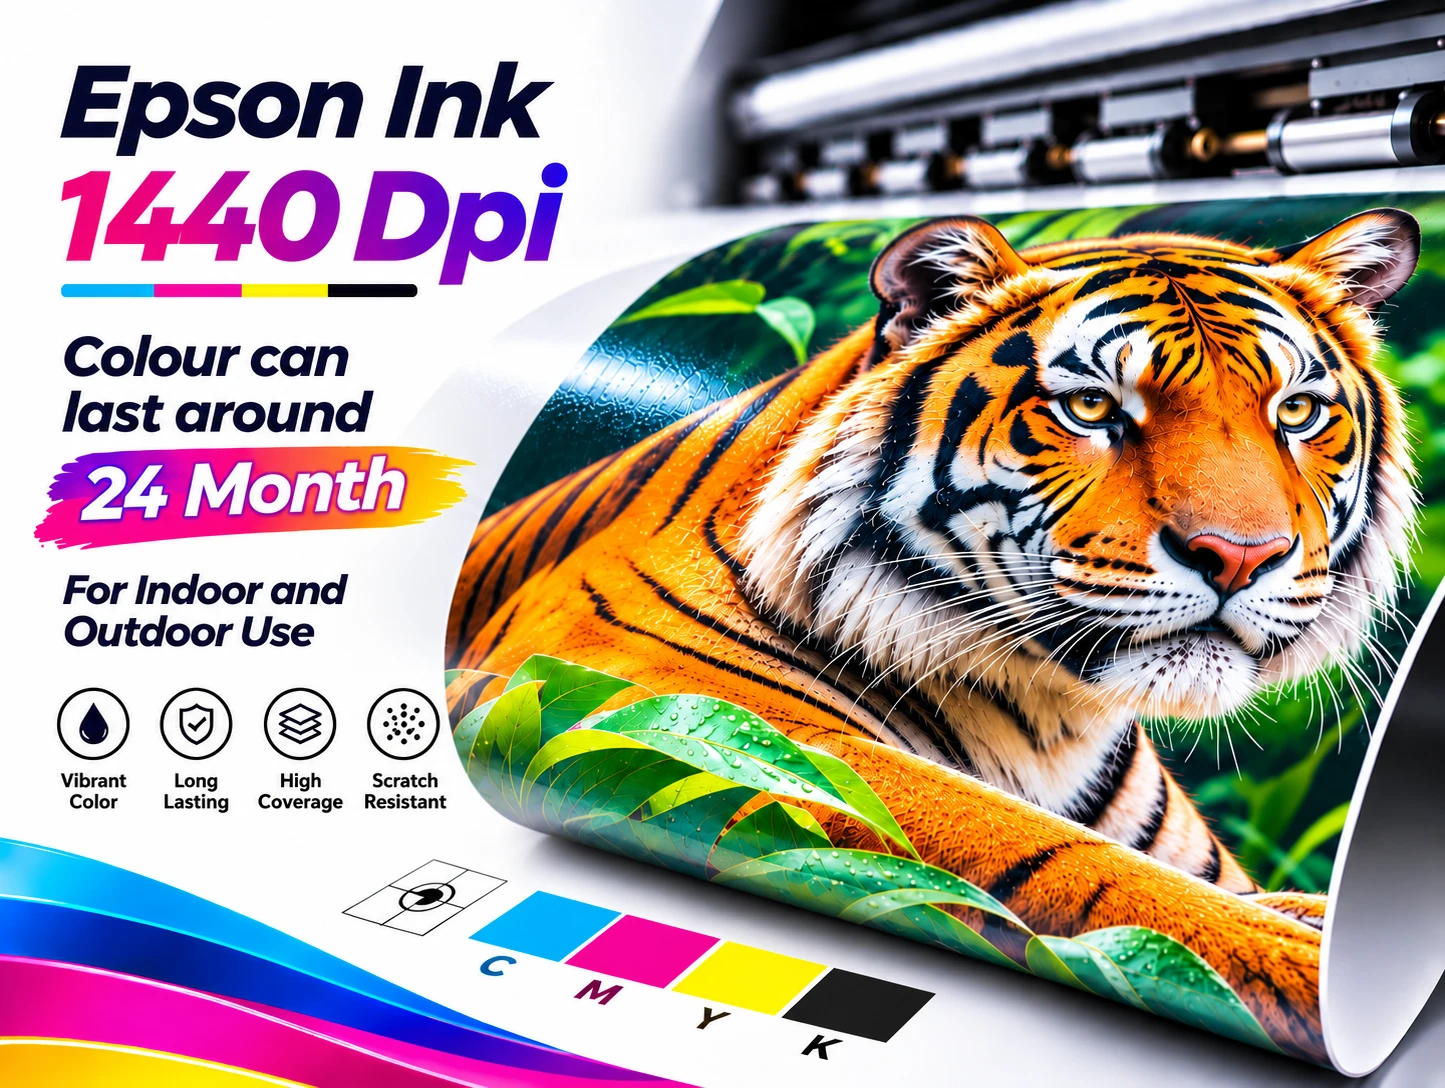 Epson Ink
1440 Dpi
Colour can
last around
24 Month
For Indoor and
Outdoor Use
Vibrant
Color
Long
Lasting
High
Coverage
Scratch
Resistant
C
M
Y
K